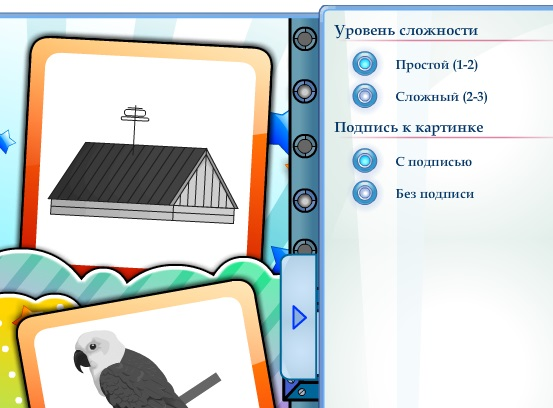 Уровень сложности
Простой (1-2)
Сложный (2-3)
Подпись к картинке
С подписью
Без подписи